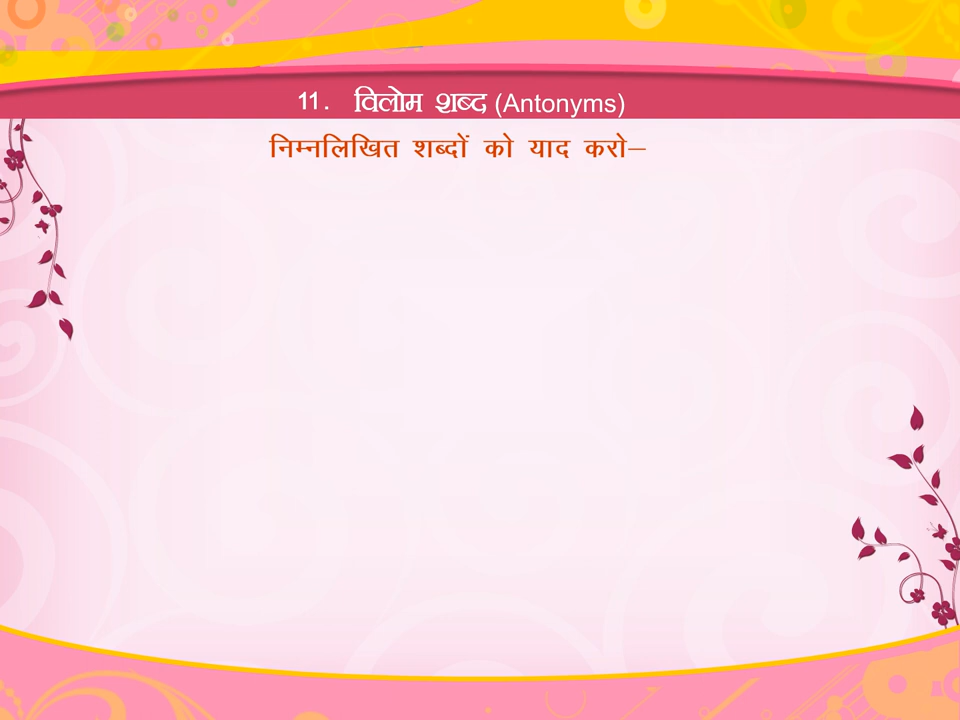 11. विलोम शब्द (Antonyms)
निम्नलिखित शब्दों को याद करो–